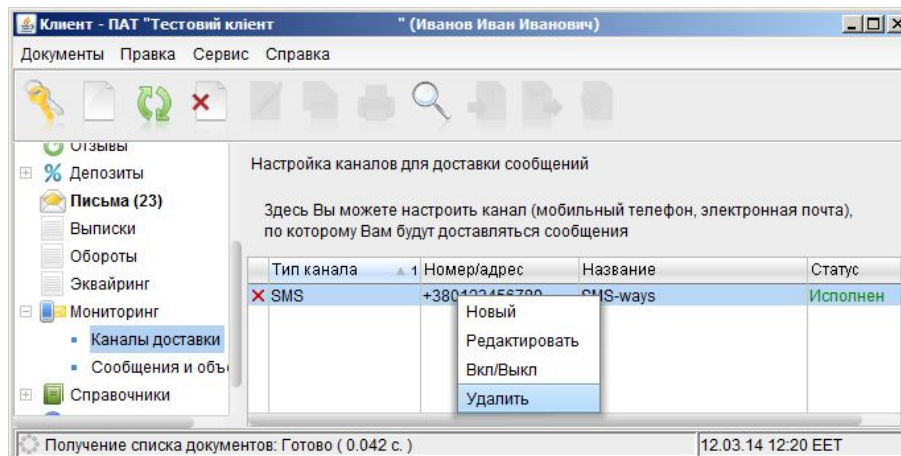 Клиент - ПАТ "Тестовий клієнт " (Иванов Иван Иванович)
Документы Правка Сервис Справка
Отзывы
Депозиты
Письма (23)
Выписки
Обороты
Эквайринг
Мониторинг
Каналы доставки
Сообщения и объ
Справочники
Настройка каналов для доставки сообщений
Здесь Вы можете настроить канал (мобильный телефон, электронная почта),
по которому Вам будут доставляться сообщения
Тип канала 1 Номер/адрес Название Статус
SMS +380123456789 SMS-ways Исполнен
Новый
Редактировать
Вкл/Выкл
Удалить
Получение списка документов: Готово ( 0.042 с. ) 12.03.14 12:20 EET